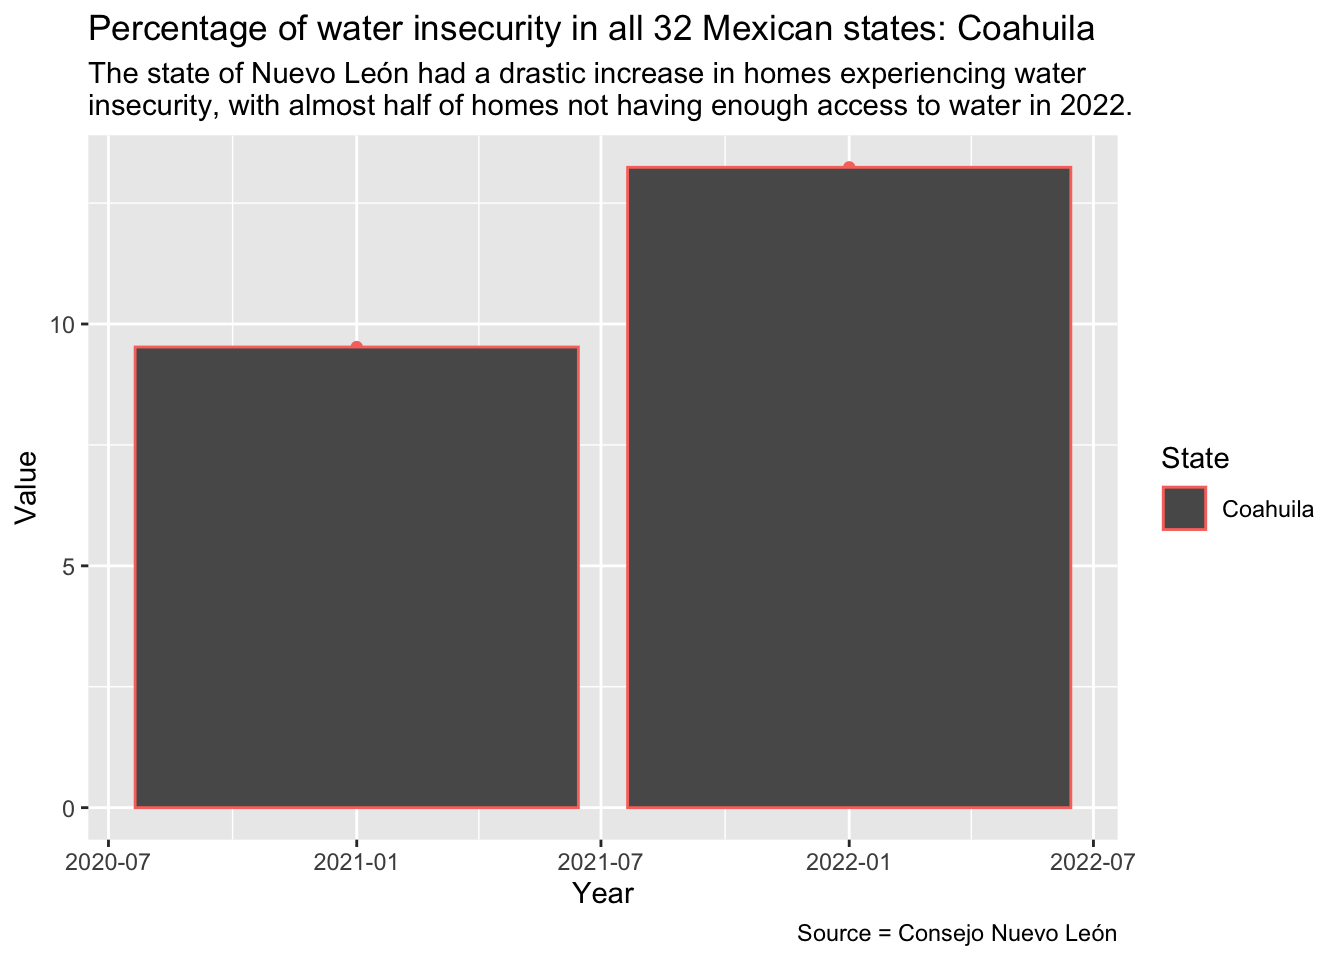 Percentage of water insecurity in all 32 Mexican states: Coahuila
The state of Nuevo León had a drastic increase in homes experiencing water
insecurity, with almost half of homes not having enough access to water in 2022.
10
5
0
Value
State
Coahuila
2020-07 2021-01 2021-07 2022-01 2022-07
Year
Source = Consejo Nuevo León